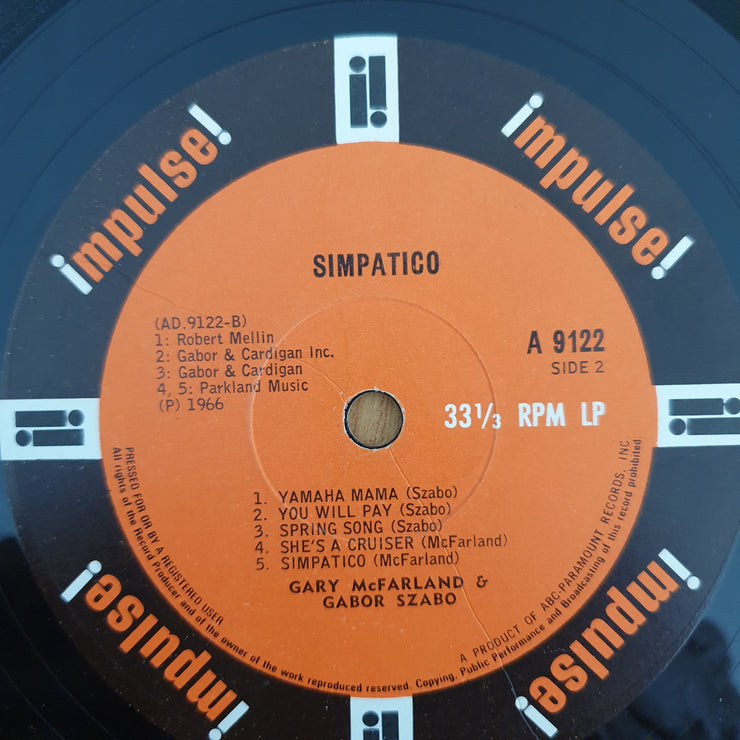 impulse!
impulse!
SIMPATICO
(AD.9122-B)
1: Robert Mellin
2: Gabor & Cardigan Inc.
3: Gabor & Cardigan
4, 5: Parkland Music
(P) 1966
A 9122
SIDE 2
33 1/3 RPM LP
1. YAMAHA MAMA (Szabo)
2. YOU WILL PAY (Szabo)
3. SPRING SONG (Szabo)
4. SHE'S A CRUISER (McFarland)
5. SIMPATICO (McFarland)
GARY McFARLAND &
GABOR SZABO
PRESSED FOR OR BY A REGISTERED USER
A PRODUCT OF ABC-PARAMOUNT RECORDS, INC.
All rights of the Record Producer and of the owner of the work reproduced reserved. Copying, Public Performance and Broadcasting of this record prohibited.
impulse!
impulse!